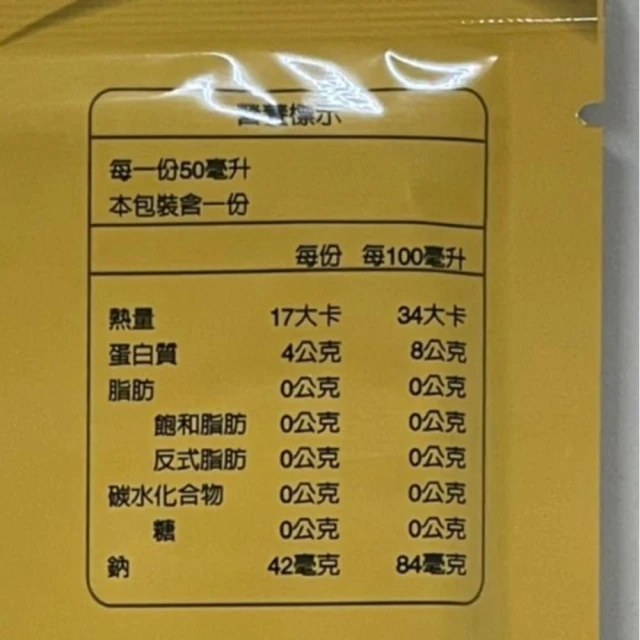 營養標示
每一份50毫升
本包裝含一份
每份 每100毫升
熱量 17大卡 34大卡
蛋白質 4公克 8公克
脂肪 0公克 0公克
飽和脂肪 0公克 0公克
反式脂肪 0公克 0公克
碳水化合物 0公克 0公克
糖 0公克 0公克
鈉 42毫克 84毫克